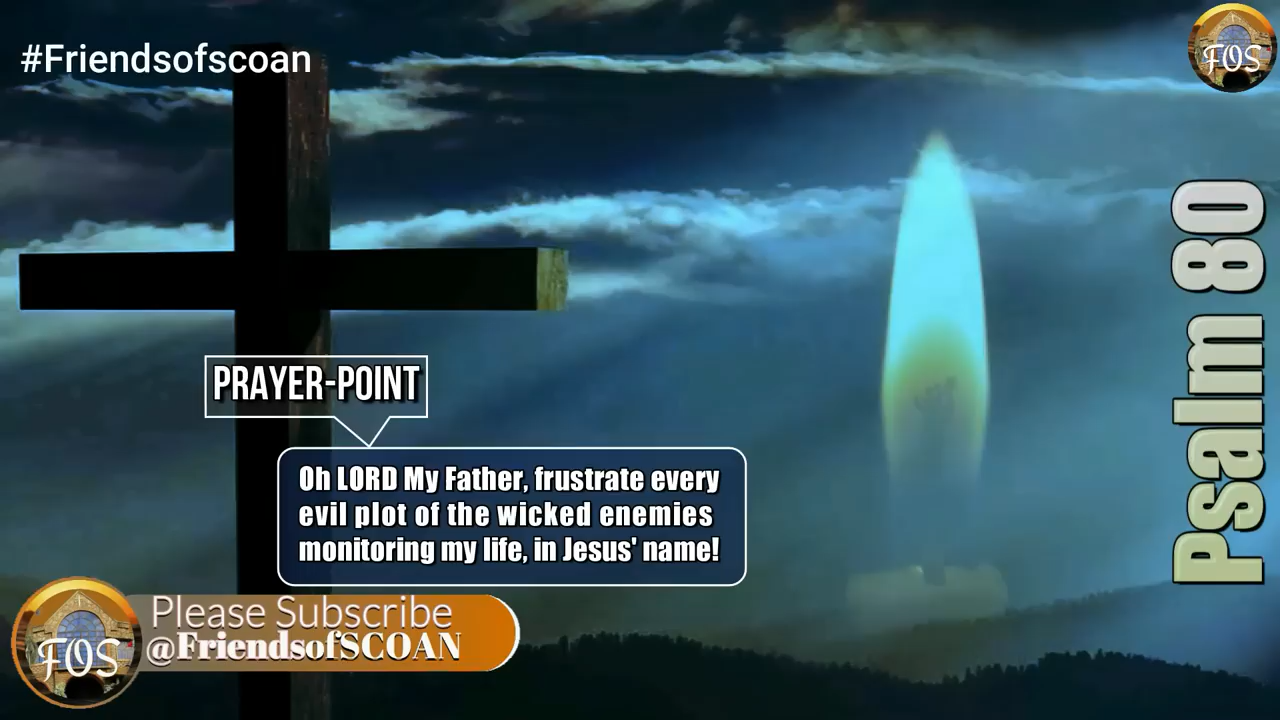 #Friendsofscoan
FOS
Psalm 80
PRAYER-POINT
Oh LORD My Father, frustrate every
evil plot of the wicked enemies
monitoring my life, in Jesus' name!
Please Subscribe
@FriendsofSCOAN
FOS